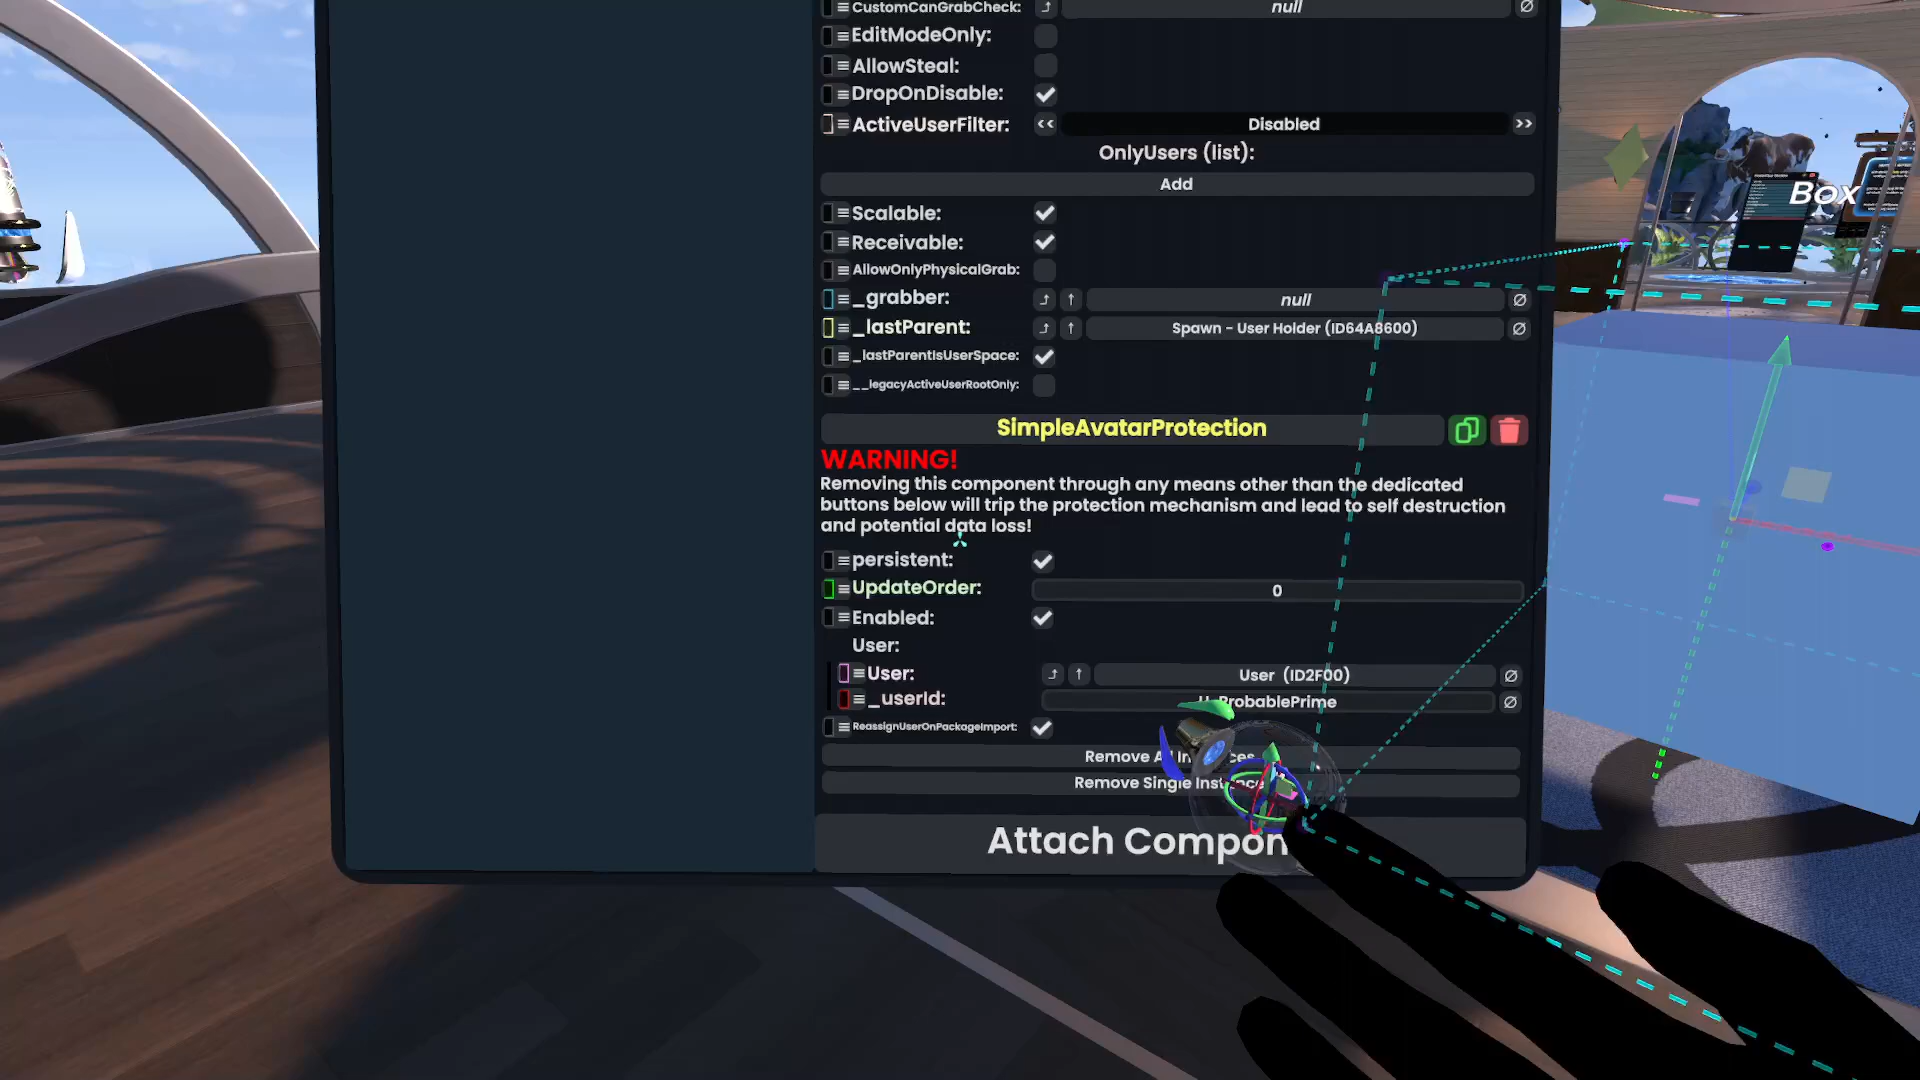 CustomCanGrabCheck: null
EditModeOnly:
AllowSteal:
DropOnDisable:
ActiveUserFilter: << Disabled >>
OnlyUsers (list):
Add
Scalable:
Receivable:
AllowOnlyPhysicalGrab:
_grabber: null
_lastParent: Spawn - User Holder (ID64A8600)
_lastParentIsUserSpace:
__legacyActiveUserRootOnly:
SimpleAvatarProtection
WARNING!
Removing this component through any means other than the dedicated
buttons below will trip the protection mechanism and lead to self destruction
and potential data loss!
persistent:
UpdateOrder: 0
Enabled:
User:
User: User (ID2F00)
_userId: ProbablePrime
ReassignUserOnPackageImport:
Remove
Remove Single
Attach
Box